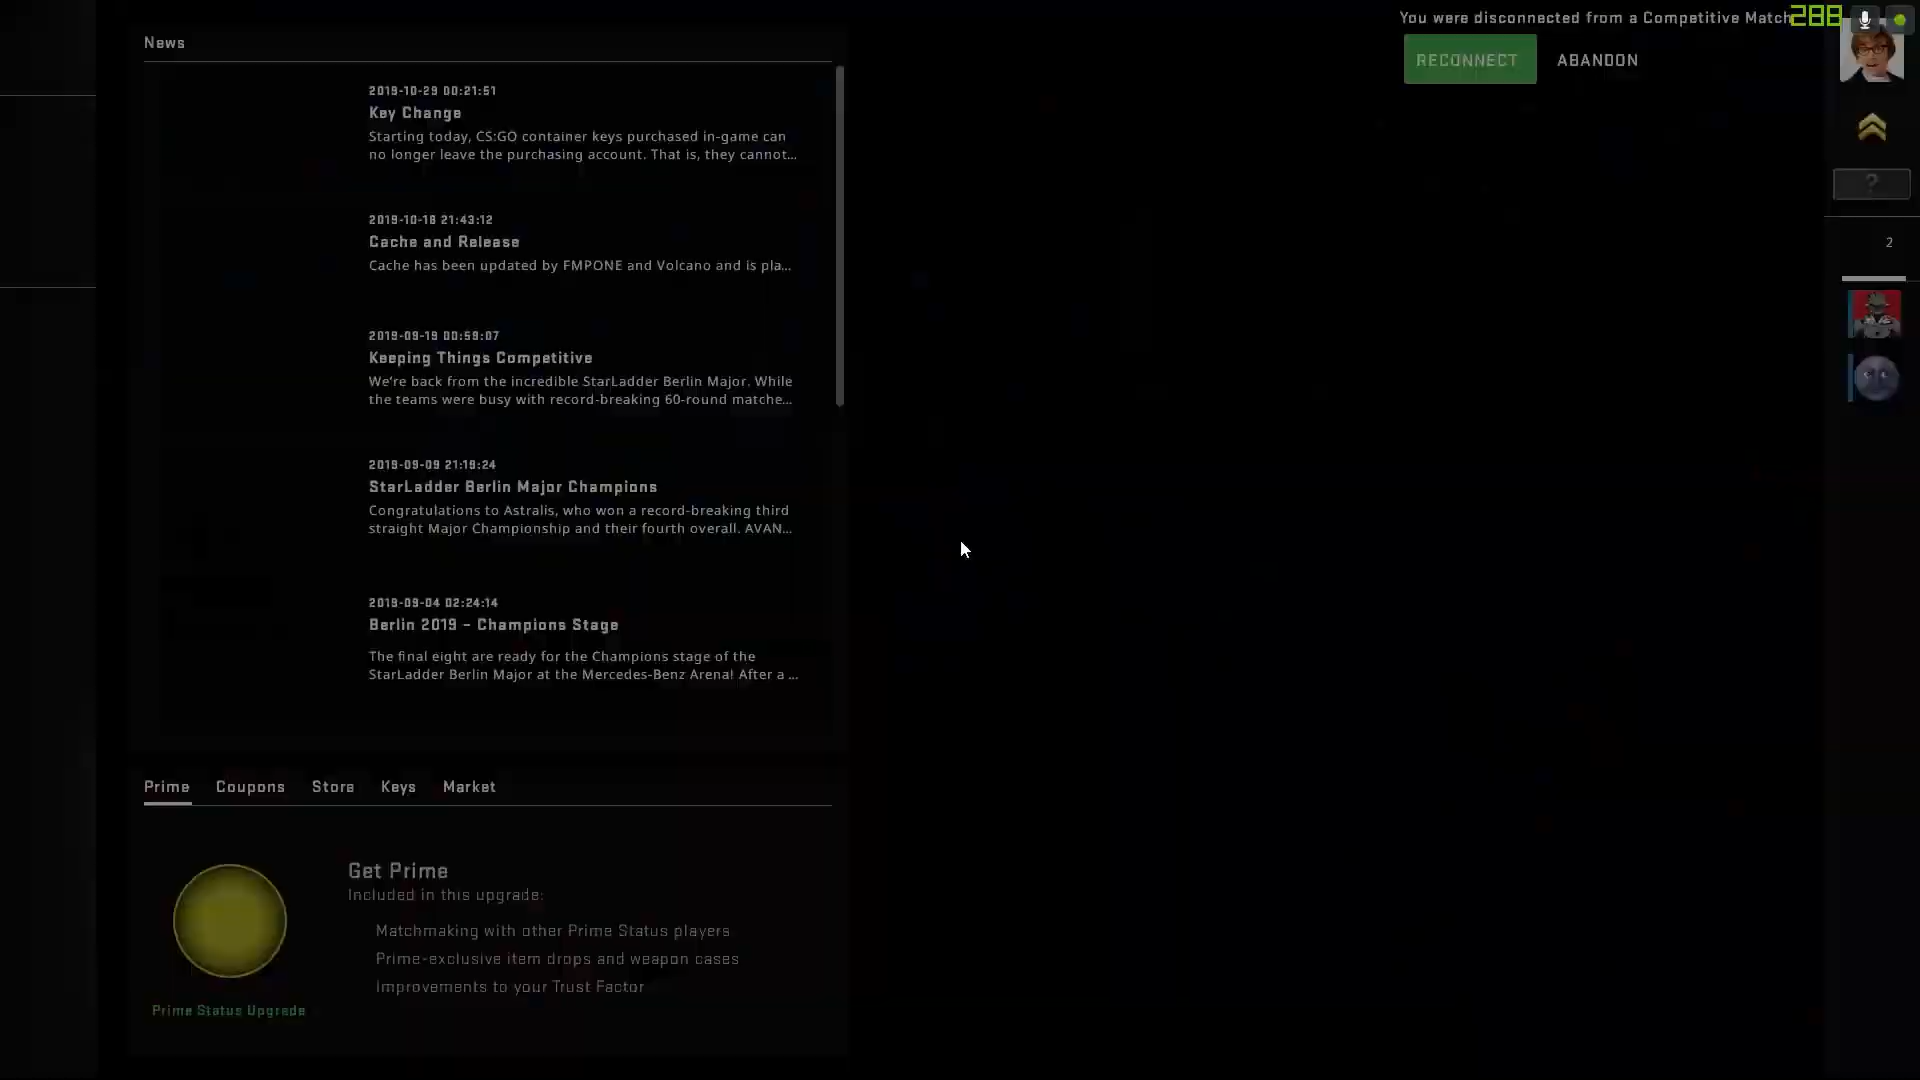 You were disconnected from a Competitive Match
288
RECONNECT
ABANDON
?
2
News
2019-10-29 00:21:51
Key Change
Starting today, CS:GO container keys purchased in-game can
no longer leave the purchasing account. That is, they cannot...
2019-10-18 21:43:12
Cache and Release
Cache has been updated by FMPONE and Volcano and is pla...
2019-09-19 00:59:07
Keeping Things Competitive
We're back from the incredible StarLadder Berlin Major. While
the teams were busy with record-breaking 60-round matche...
2019-09-09 21:19:24
StarLadder Berlin Major Champions
Congratulations to Astralis, who won a record-breaking third
straight Major Championship and their fourth overall. AVAN...
2019-09-04 02:24:14
Berlin 2019 – Champions Stage
The final eight are ready for the Champions stage of the
StarLadder Berlin Major at the Mercedes-Benz Arena! After a ...
Prime Coupons Store Keys Market
Get Prime
Included in this upgrade:
Matchmaking with other Prime Status players
Prime-exclusive item drops and weapon cases
Improvements to your Trust Factor
Prime Status Upgrade